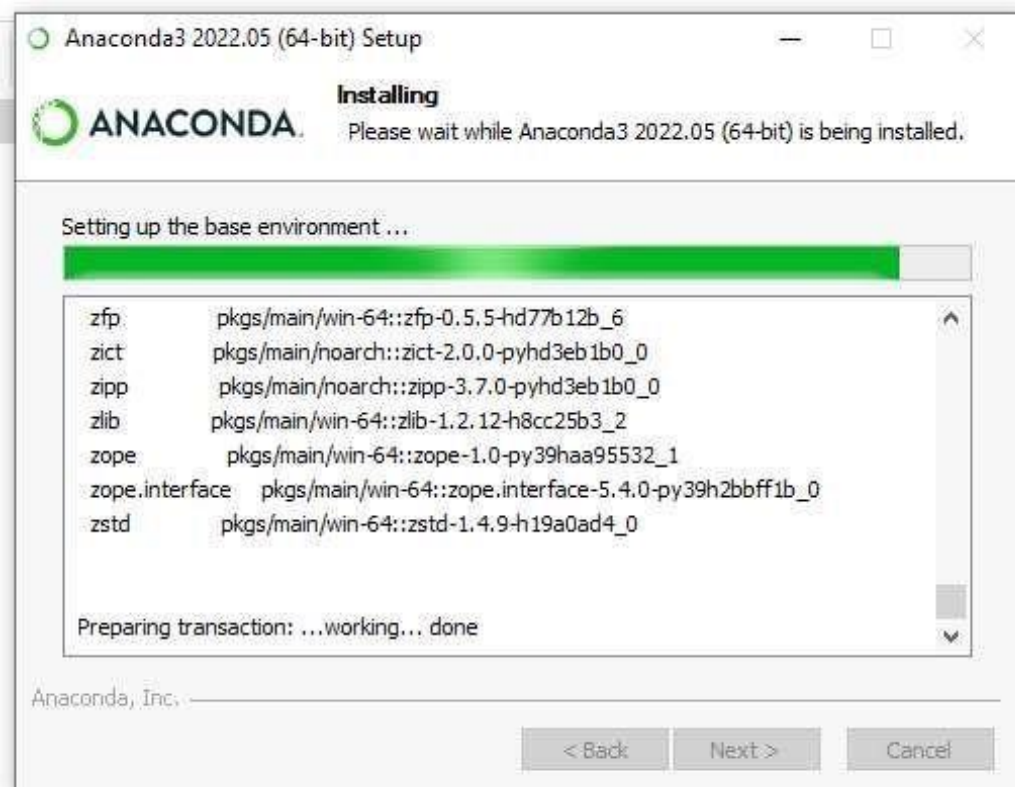 Anaconda3 2022.05 (64-bit) Setup
ANACONDA.
Installing
Please wait while Anaconda3 2022.05 (64-bit) is being installed.
Setting up the base environment ...
zfp pkgs/main/win-64::zfp-0.5.5-hd77b12b_6
zict pkgs/main/noarch::zict-2.0.0-pyhd3eb1b0_0
zipp pkgs/main/noarch::zipp-3.7.0-pyhd3eb1b0_0
zlib pkgs/main/win-64::zlib-1.2.12-h8cc25b3_2
zope pkgs/main/win-64::zope-1.0-py39haa95532_1
zope.interface pkgs/main/win-64::zope.interface-5.4.0-py39h2bbff1b_0
zstd pkgs/main/win-64::zstd-1.4.9-h19a0ad4_0
Preparing transaction: ...working... done
Anaconda, Inc.
< Back Next > Cancel